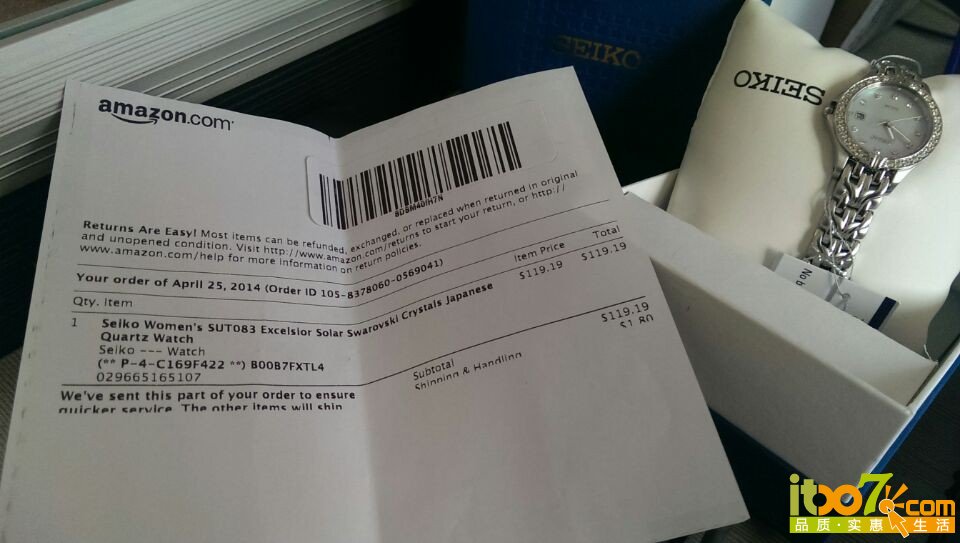 amazon.com
SEIKO
SEIKO
BDBM4QIH7N
Returns Are Easy! Most items can be refunded, exchanged, or replaced when returned in original
and unopened condition. Visit http://www.amazon.com/returns to start your return, or http://
www.amazon.com/help for more information on return policies.
Your order of April 25, 2014 (Order ID 105-8378060-0569041)
Qty. Item Item Price Total
1 Seiko Women's SUT083 Excelsior Solar Swarovski Crystals Japanese $119.19 $119.19
Quartz Watch
Seiko --- Watch
(** P-4-C169F422 **) B00B7FXTL4
029665165107
Subtotal $119.19
Shipping & Handling $1.80
We've sent this part of your order to ensure
quicker service. The other items will ship
No
itbo7.com
品质·实惠 生活